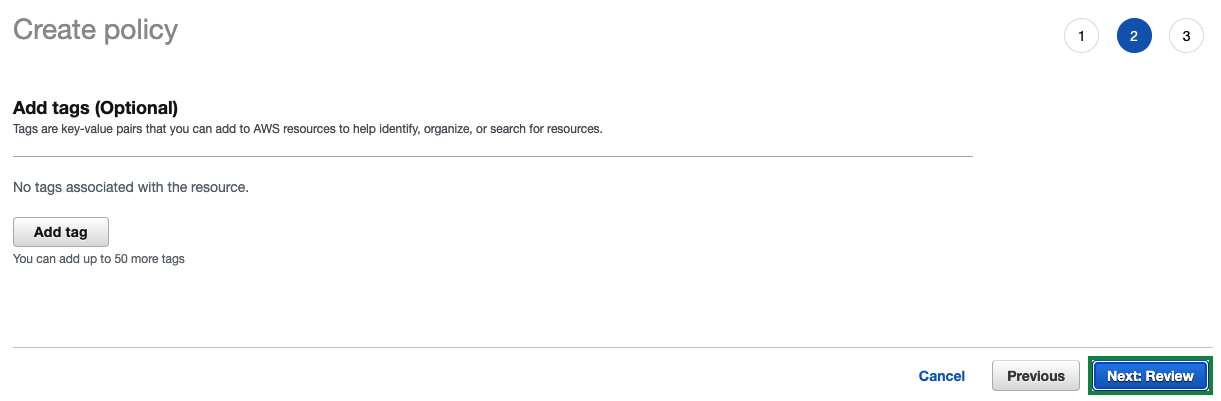 Create policy
1 2 3
Add tags (Optional)
Tags are key-value pairs that you can add to AWS resources to help identify, organize, or search for resources.
No tags associated with the resource.
Add tag
You can add up to 50 more tags
Cancel Previous Next: Review